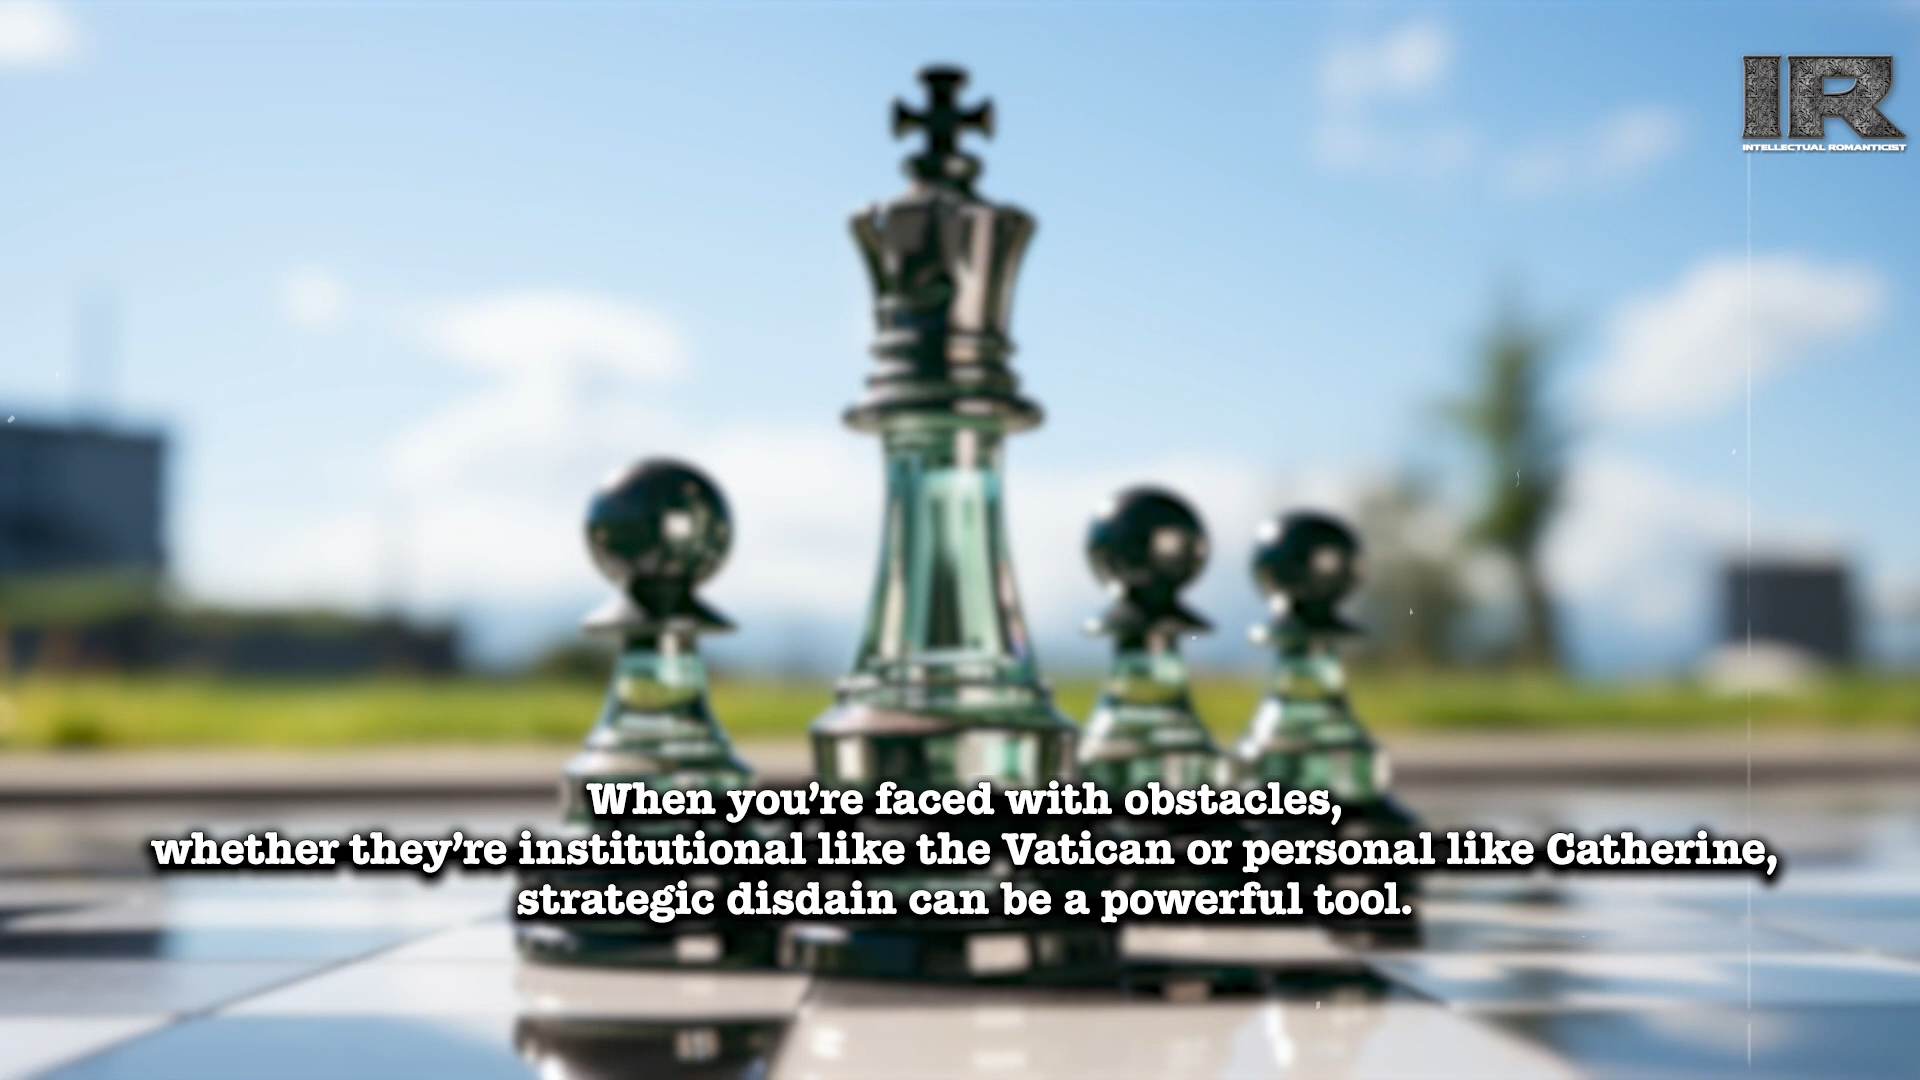 IR
INTELLECTUAL ROMANTICIST
When you’re faced with obstacles,
whether they’re institutional like the Vatican or personal like Catherine,
strategic disdain can be a powerful tool.